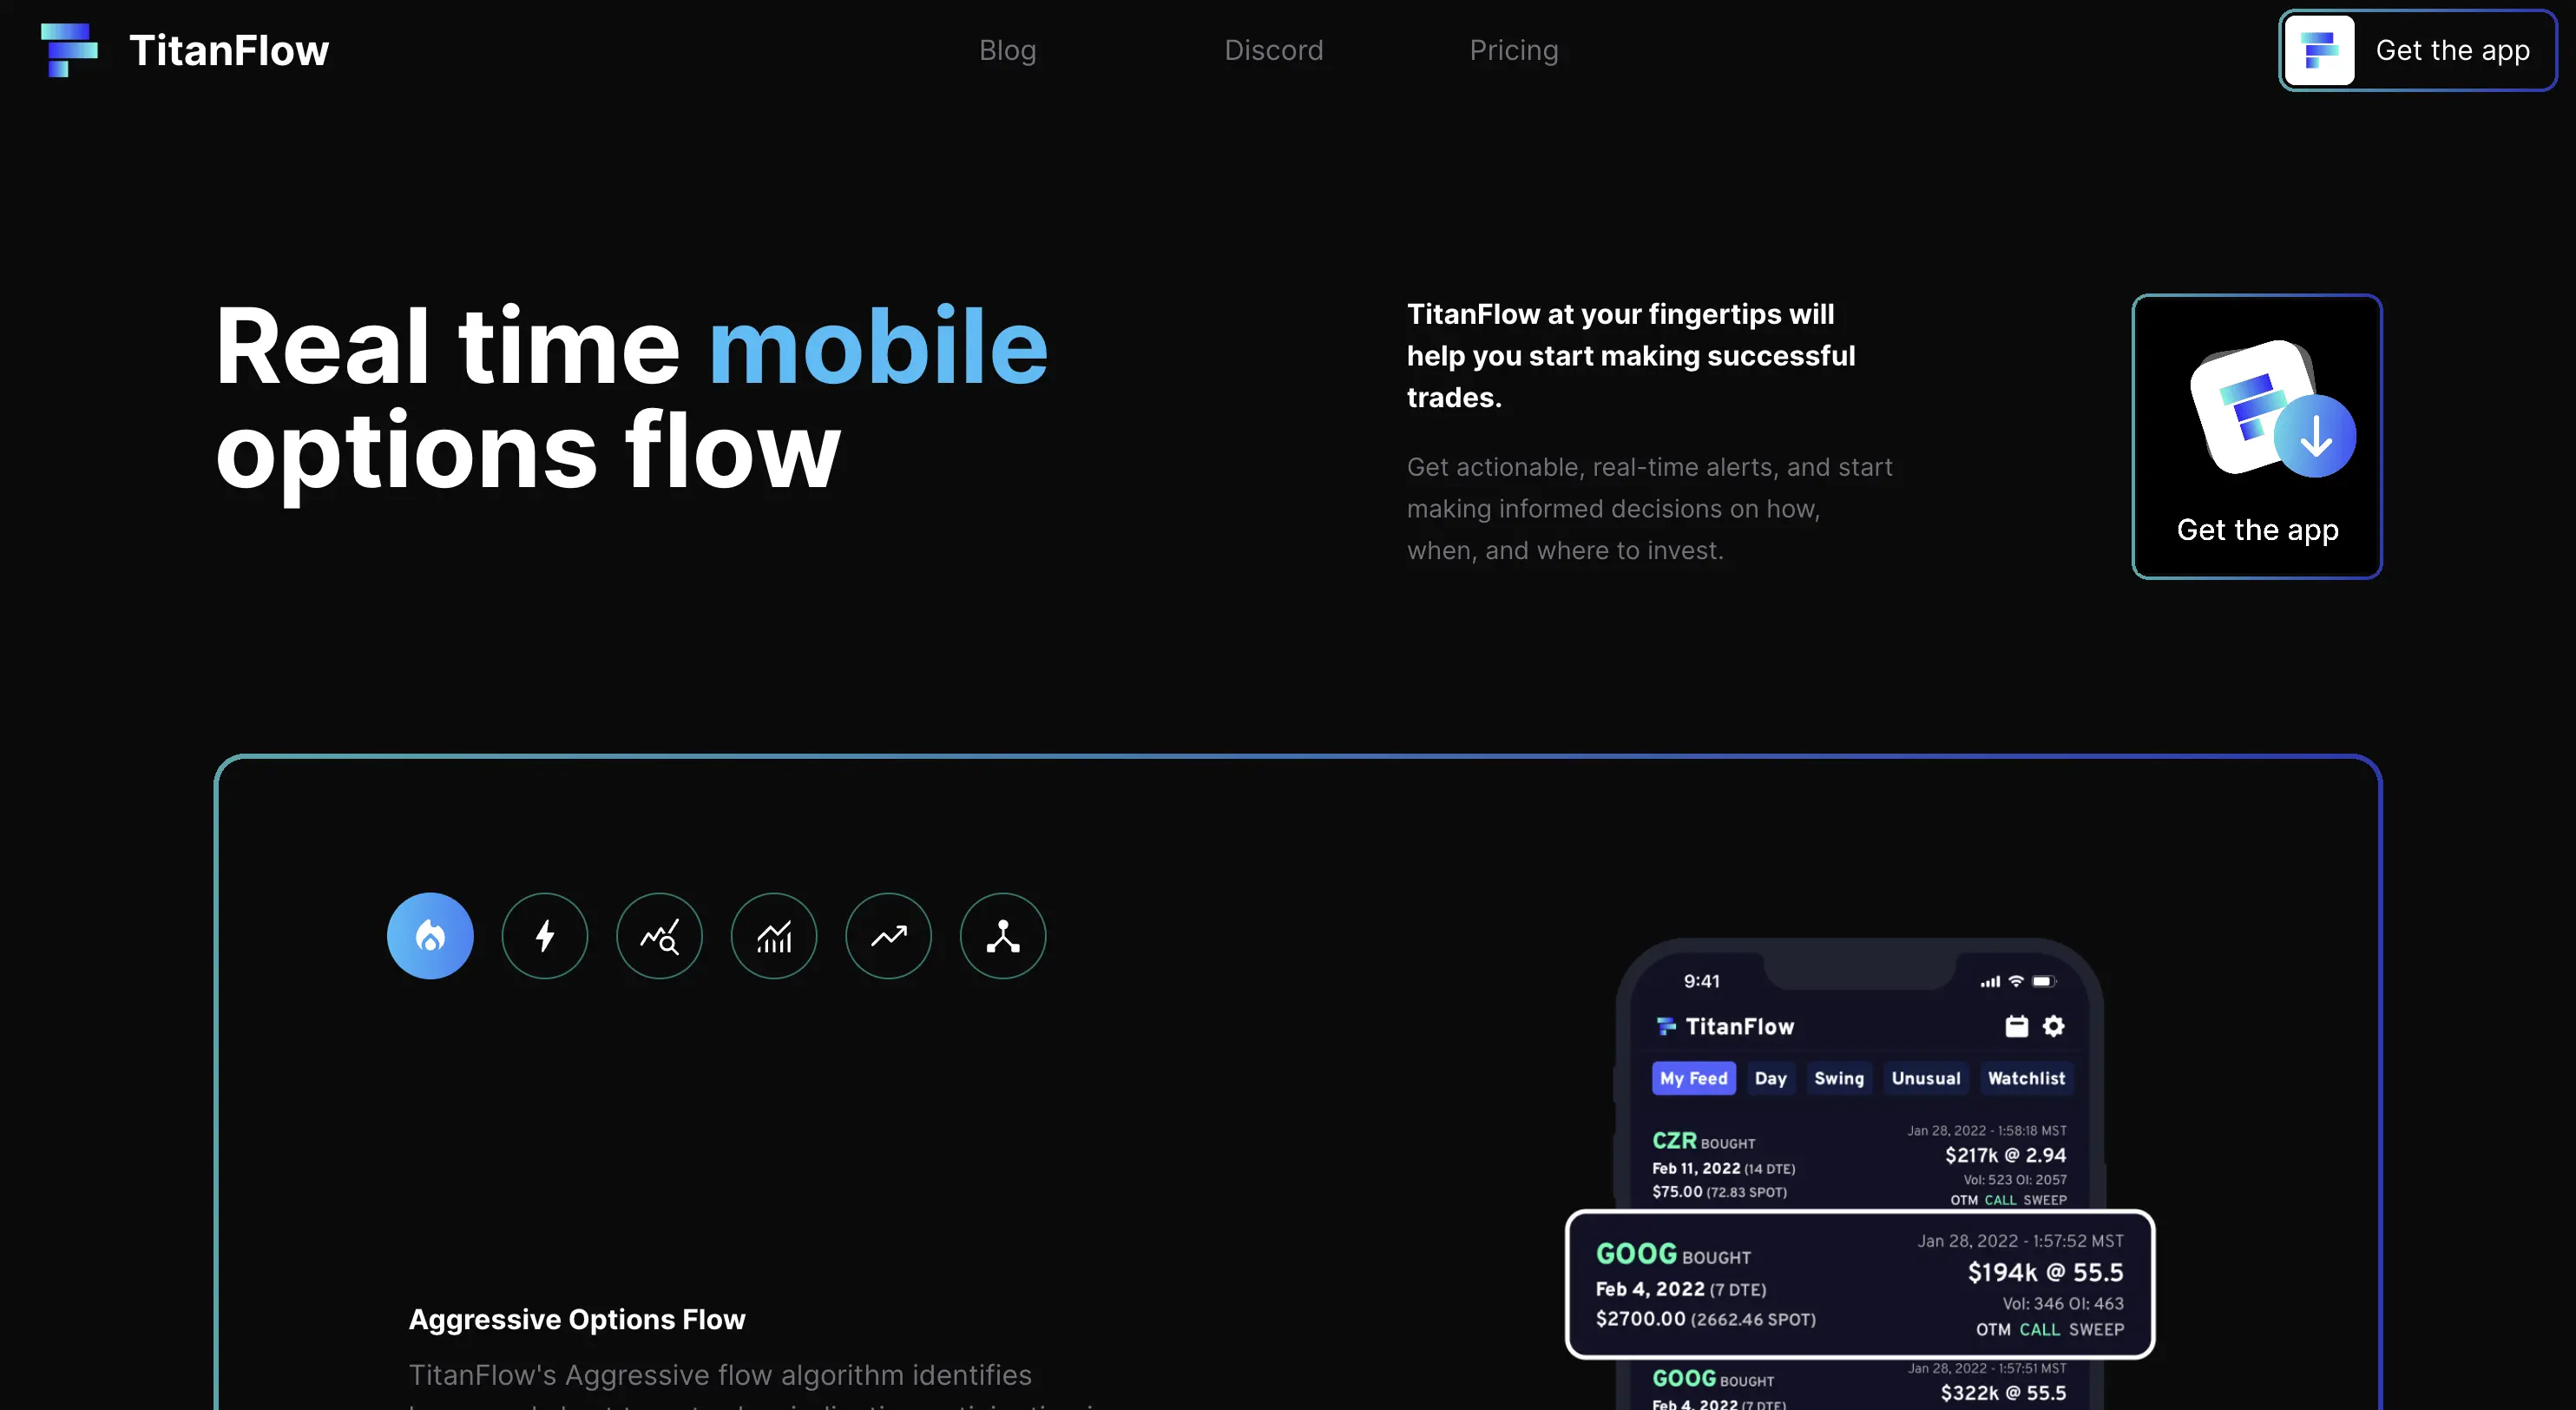 TitanFlow
Blog
Discord
Pricing
Get the app
Real time mobile
options flow
TitanFlow at your fingertips will
help you start making successful
trades.
Get actionable, real-time alerts, and start
making informed decisions on how,
when, and where to invest.
Get the app
Aggressive Options Flow
TitanFlow's Aggressive flow algorithm identifies
9:41
TitanFlow
My Feed
Day
Swing
Unusual
Watchlist
CZR BOUGHT
Feb 11, 2022 (14 DTE)
$75.00 (72.83 SPOT)
Jan 28, 2022 - 1:58:18 MST
$217k @ 2.94
Vol: 523 OI: 2057
OTM CALL SWEEP
GOOG BOUGHT
Feb 4, 2022 (7 DTE)
$2700.00 (2662.46 SPOT)
Jan 28, 2022 - 1:57:52 MST
$194k @ 55.5
Vol: 346 OI: 463
OTM CALL SWEEP
GOOG BOUGHT
Feb 4, 2022 (7 DTE)
Jan 28, 2022 - 1:57:51 MST
$322k @ 55.5